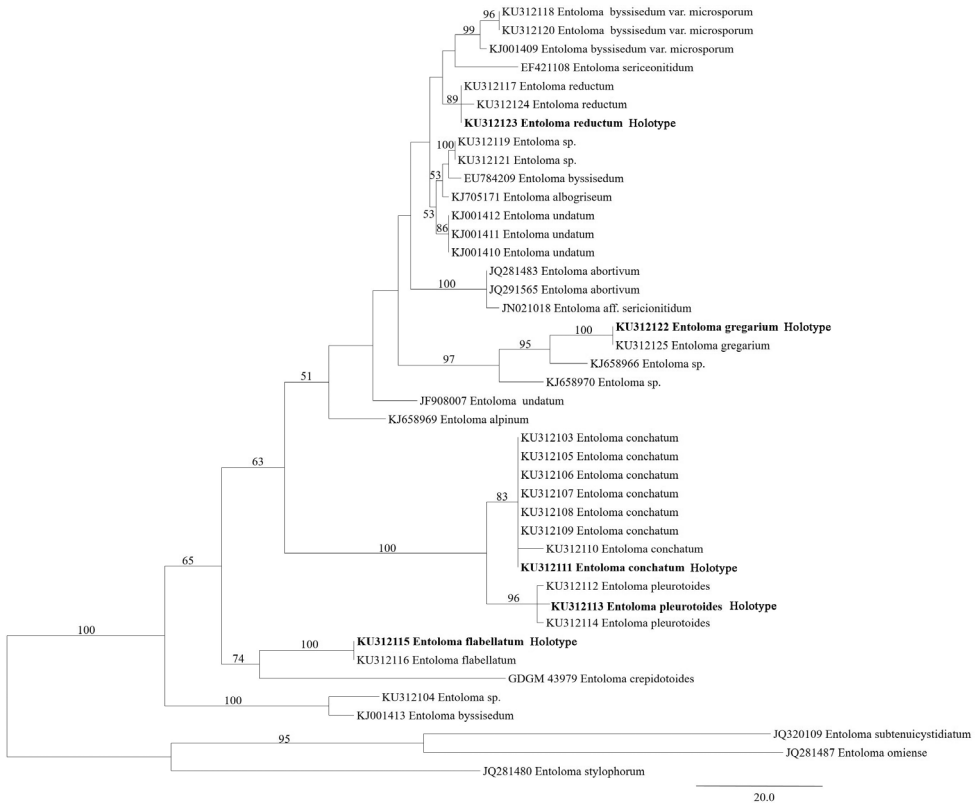 KU312118 Entoloma byssisedum var. microsporum
96
KU312120 Entoloma byssisedum var. microsporum
99
KJ001409 Entoloma byssisedum var. microsporum
EF421108 Entoloma sericeonitidum
KU312117 Entoloma reductum
89
KU312124 Entoloma reductum
KU312123 Entoloma reductum Holotype
KU312119 Entoloma sp.
100
KU312121 Entoloma sp.
EU784209 Entoloma byssisedum
53
KJ705171 Entoloma albogriseum
53
KJ001412 Entoloma undatum
86
KJ001411 Entoloma undatum
KJ001410 Entoloma undatum
JQ281483 Entoloma abortivum
100
JQ291565 Entoloma abortivum
JN021018 Entoloma aff. sericionitidum
KU312122 Entoloma gregarium Holotype
100
KU312125 Entoloma gregarium
95
KJ658966 Entoloma sp.
97
KJ658970 Entoloma sp.
51
JF908007 Entoloma undatum
KJ658969 Entoloma alpinum
KU312103 Entoloma conchatum
KU312105 Entoloma conchatum
63
KU312106 Entoloma conchatum
KU312107 Entoloma conchatum
83
KU312108 Entoloma conchatum
KU312109 Entoloma conchatum
100
KU312110 Entoloma conchatum
KU312111 Entoloma conchatum Holotype
65
KU312112 Entoloma pleurotoides
96
KU312113 Entoloma pleurotoides Holotype
KU312114 Entoloma pleurotoides
100
KU312115 Entoloma flabellatum Holotype
100
KU312116 Entoloma flabellatum
74
GDGM 43979 Entoloma crepidotoides
KU312104 Entoloma sp.
100
KJ001413 Entoloma byssisedum
JQ320109 Entoloma subtenuicystidiatum
95
JQ281487 Entoloma omiense
JQ281480 Entoloma stylophorum
20.0